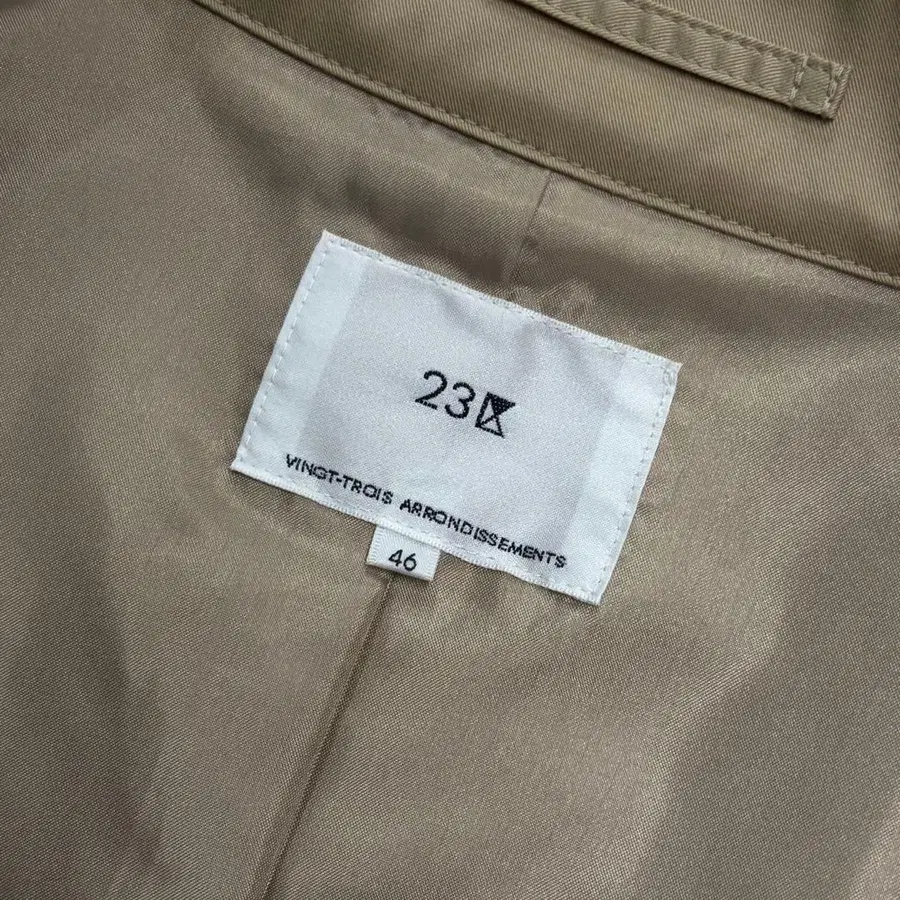 23区
VINGT-TROIS ARRONDISSEMENTS
46